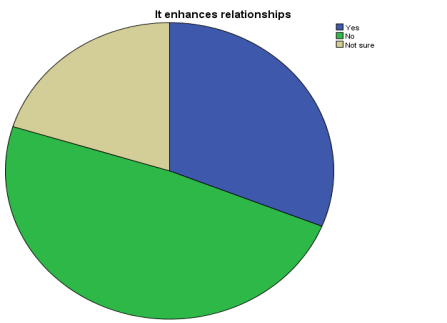 It enhances relationships
Yes
No
Not sure